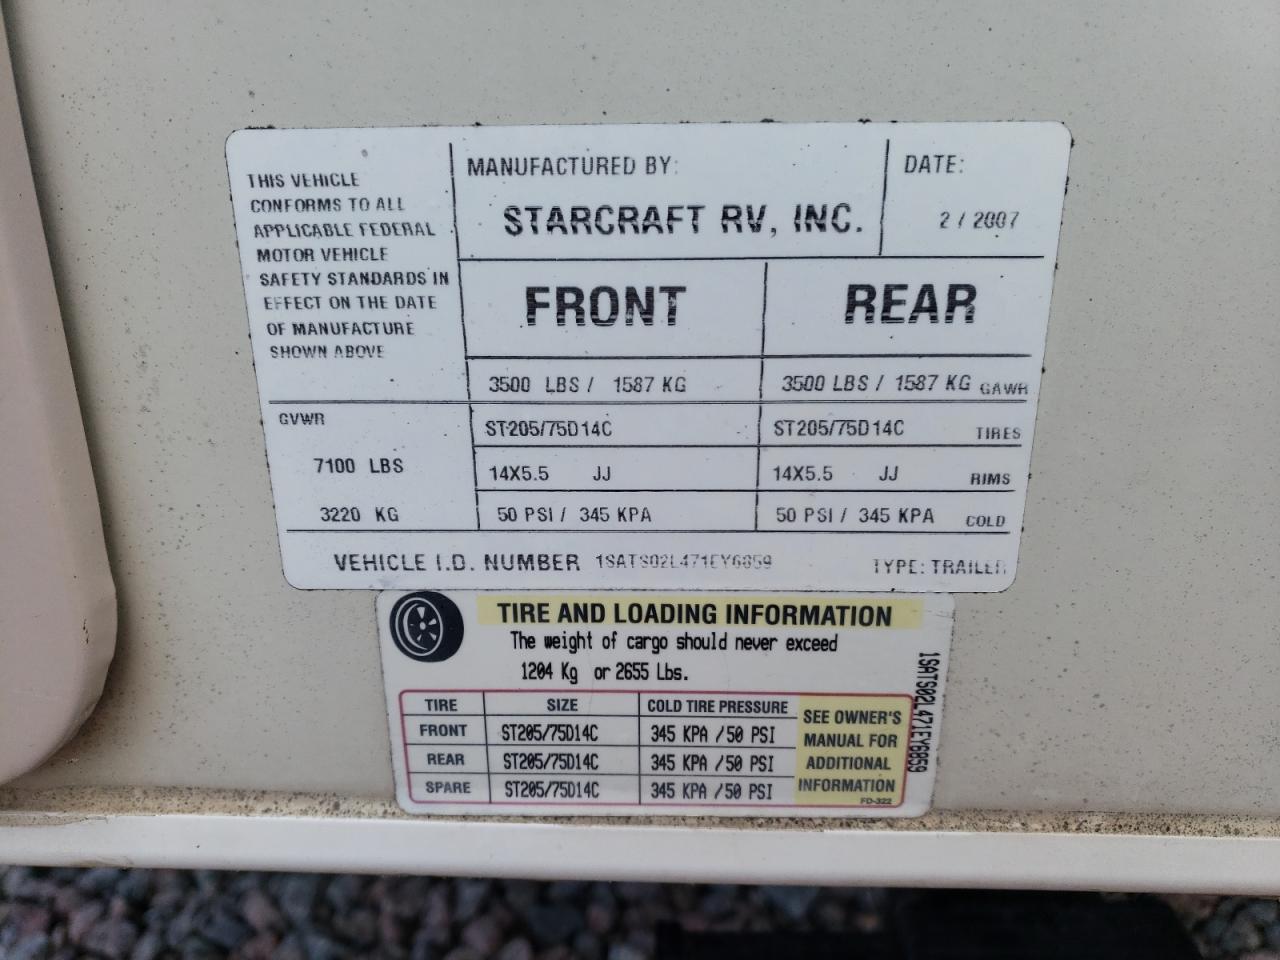 THIS VEHICLE
CONFORMS TO ALL
APPLICABLE FEDERAL
MOTOR VEHICLE
SAFETY STANDARDS IN
EFFECT ON THE DATE
OF MANUFACTURE
SHOWN ABOVE
MANUFACTURED BY:
STARCRAFT RV, INC.
DATE:
2 / 2007
FRONT REAR
3500 LBS / 1587 KG 3500 LBS / 1587 KG GAWR
GVWR
7100 LBS
3220 KG
ST205/75D14C ST205/75D14C TIRES
14X5.5 JJ 14X5.5 JJ RIMS
50 PSI / 345 KPA 50 PSI / 345 KPA COLD
VEHICLE I.D. NUMBER 1SATS02L471EY6859 TYPE: TRAILER
TIRE AND LOADING INFORMATION
The weight of cargo should never exceed
1204 Kg or 2655 Lbs.
TIRE SIZE COLD TIRE PRESSURE
FRONT ST205/75D14C 345 KPA /50 PSI
REAR ST205/75D14C 345 KPA /50 PSI
SPARE ST205/75D14C 345 KPA /50 PSI
SEE OWNER'S
MANUAL FOR
ADDITIONAL
INFORMATION
FD-322
1SATS02L471EY6859